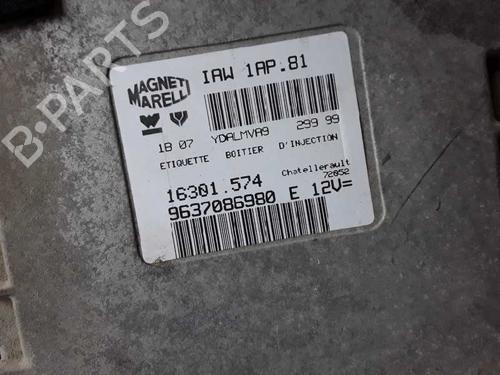 B-PARTS
MAGNETI
MARELLI
IAW 1AP.81
1B 07 YDALMVA9 299 99
ETIQUETTE BOITIER D'INJECTION
Chatellerault
72852
16301.574
9637086980 E 12V=